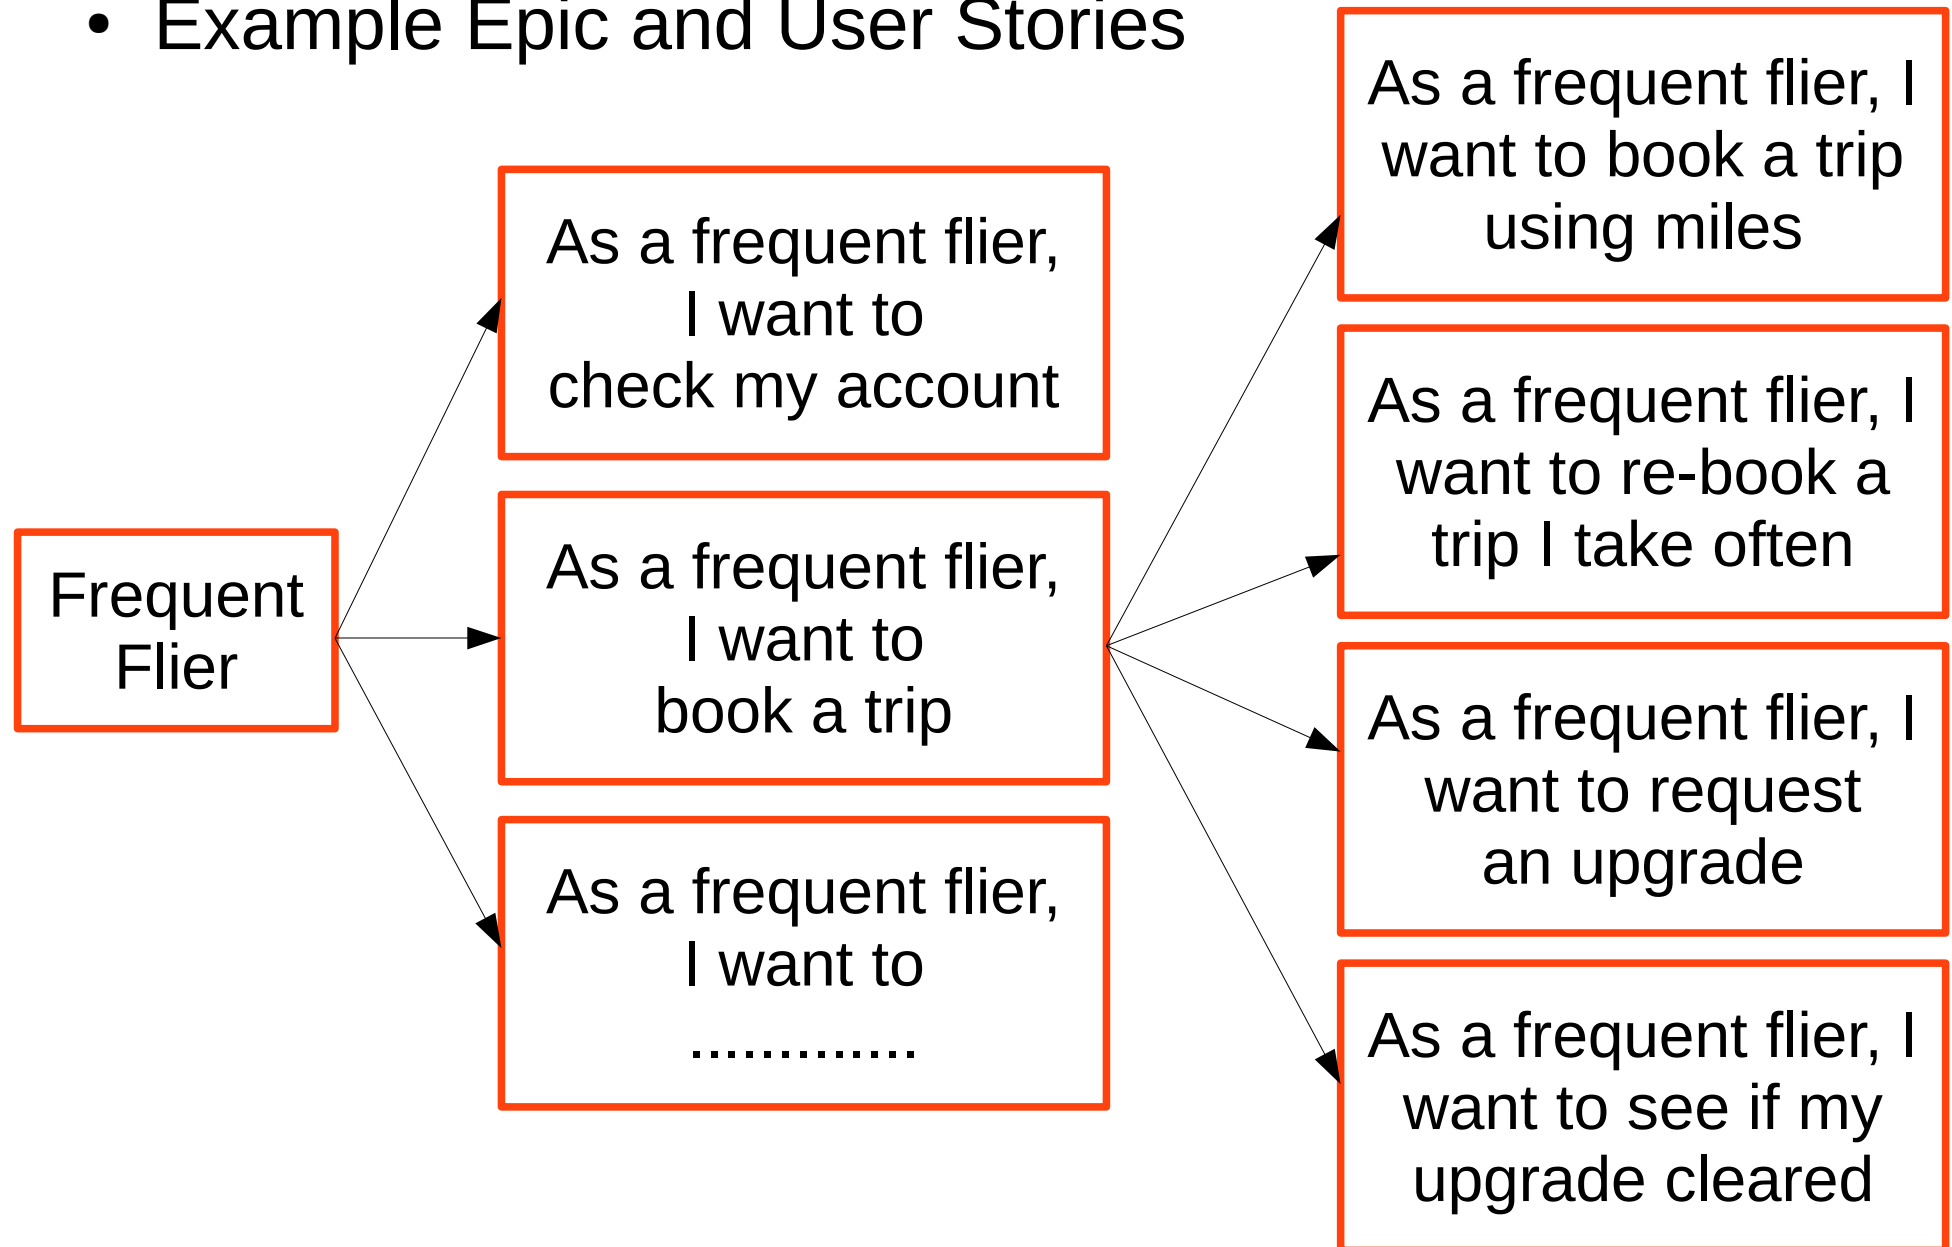 • Example Epic and User Stories
Frequent
Flier
As a frequent flier,
I want to
check my account
As a frequent flier,
I want to
book a trip
As a frequent flier,
I want to
.............
As a frequent flier, I
want to book a trip
using miles
As a frequent flier, I
want to re-book a
trip I take often
As a frequent flier, I
want to request
an upgrade
As a frequent flier, I
want to see if my
upgrade cleared